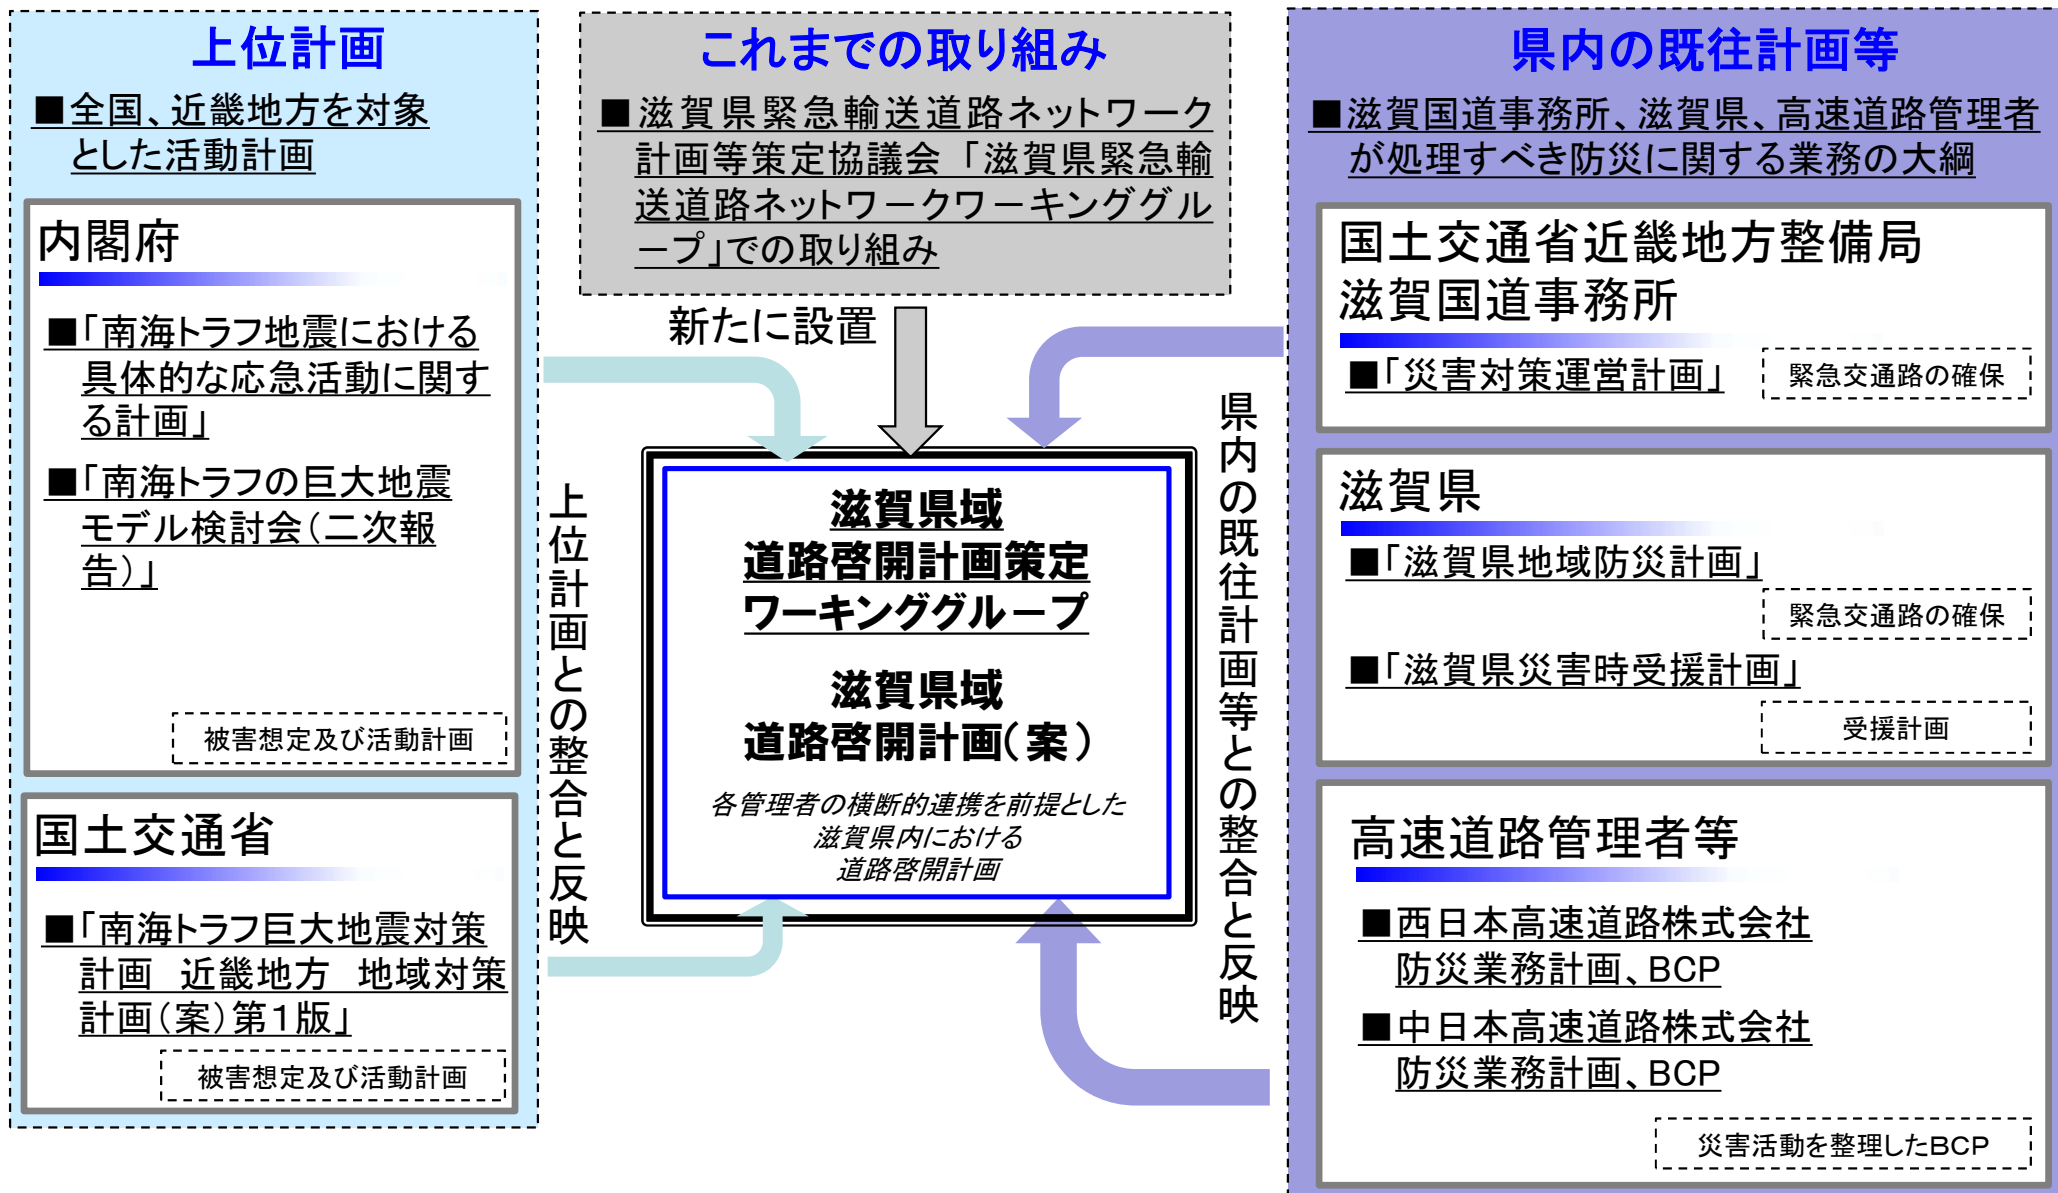 上位計画
■全国、近畿地方を対象
とした活動計画
内閣府
■「南海トラフ地震における
具体的な応急活動に関す
る計画」
■「南海トラフの巨大地震
モデル検討会(二次報
告)」
被害想定及び活動計画
国土交通省
■「南海トラフ巨大地震対策
計画 近畿地方 地域対策
計画(案)第1版」
被害想定及び活動計画
上位計画との整合と反映
これまでの取り組み
■滋賀県緊急輸送道路ネットワーク
計画等策定協議会 「滋賀県緊急輸
送道路ネットワークワーキンググル
ープ」での取り組み
新たに設置
滋賀県域
道路啓開計画策定
ワーキンググループ
滋賀県域
道路啓開計画(案)
各管理者の横断的連携を前提とした
滋賀県内における
道路啓開計画
県内の既往計画等との整合と反映
県内の既往計画等
■滋賀国道事務所、滋賀県、高速道路管理者
が処理すべき防災に関する業務の大綱
国土交通省近畿地方整備局
滋賀国道事務所
■「災害対策運営計画」
緊急交通路の確保
滋賀県
■「滋賀県地域防災計画」
緊急交通路の確保
■「滋賀県災害時受援計画」
受援計画
高速道路管理者等
■西日本高速道路株式会社
防災業務計画、BCP
■中日本高速道路株式会社
防災業務計画、BCP
災害活動を整理したBCP